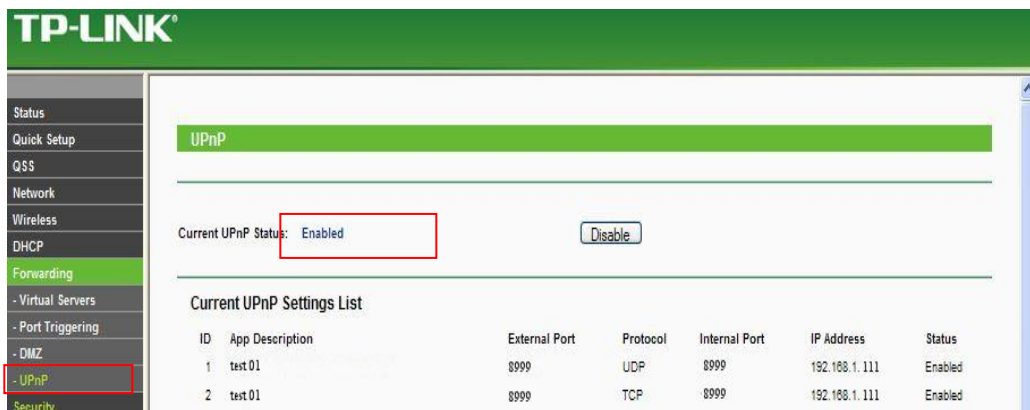 TP-LINK®
Status
Quick Setup
QSS
Network
Wireless
DHCP
Forwarding
- Virtual Servers
- Port Triggering
- DMZ
- UPnP
Security
UPnP
Current UPnP Status: Enabled Disable
Current UPnP Settings List
ID App Description External Port Protocol Internal Port IP Address Status
1 test 01 8999 UDP 8999 192.168.1.111 Enabled
2 test 01 8999 TCP 8999 192.168.1.111 Enabled